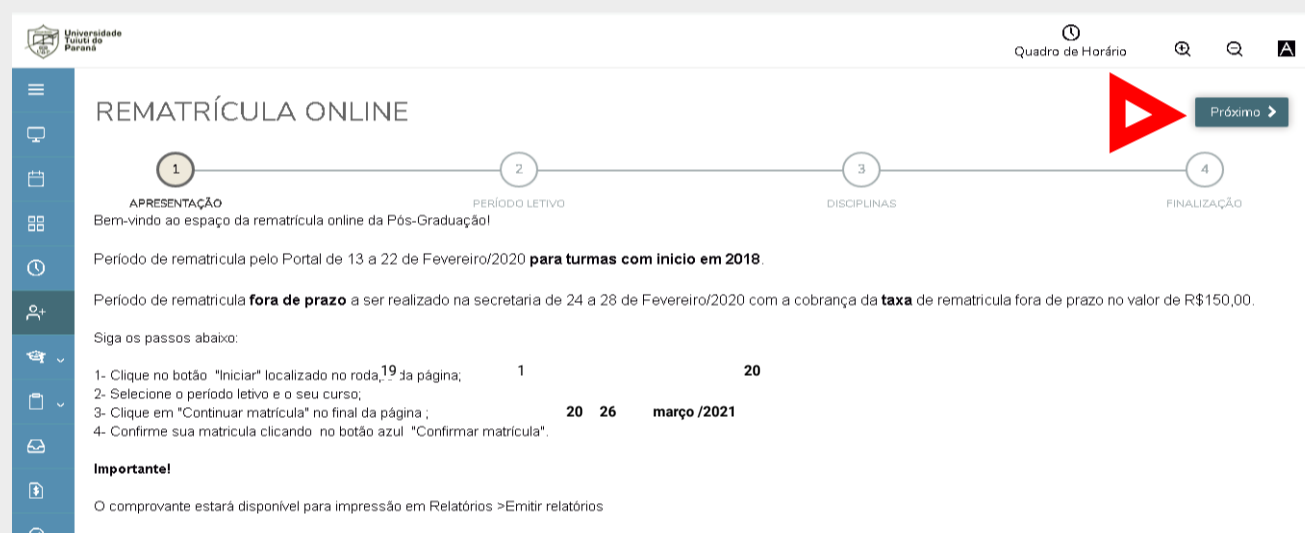 Universidade
Tuiuti do
Paraná
Quadro de Horário
A
REMATRÍCULA ONLINE
Próximo
1
2
3
4
APRESENTAÇÃO
PERÍODO LETIVO
DISCIPLINAS
FINALIZAÇÃO
Bem-vindo ao espaço da rematrícula online da Pós-Graduação!
Período de rematricula pelo Portal de 13 a 22 de Fevereiro/2020 para turmas com inicio em 2018.
Período de rematricula fora de prazo a ser realizado na secretaria de 24 a 28 de Fevereiro/2020 com a cobrança da taxa de rematricula fora de prazo no valor de R$150,00.
Siga os passos abaixo:
1- Clique no botão "Iniciar" localizado no roda 19 da página; 1 20
2- Selecione o período letivo e o seu curso;
3- Clique em "Continuar matrícula" no final da página ; 20 26 março /2021
4- Confirme sua matricula clicando no botão azul "Confirmar matrícula".
Importante!
O comprovante estará disponível para impressão em Relatórios >Emitir relatórios